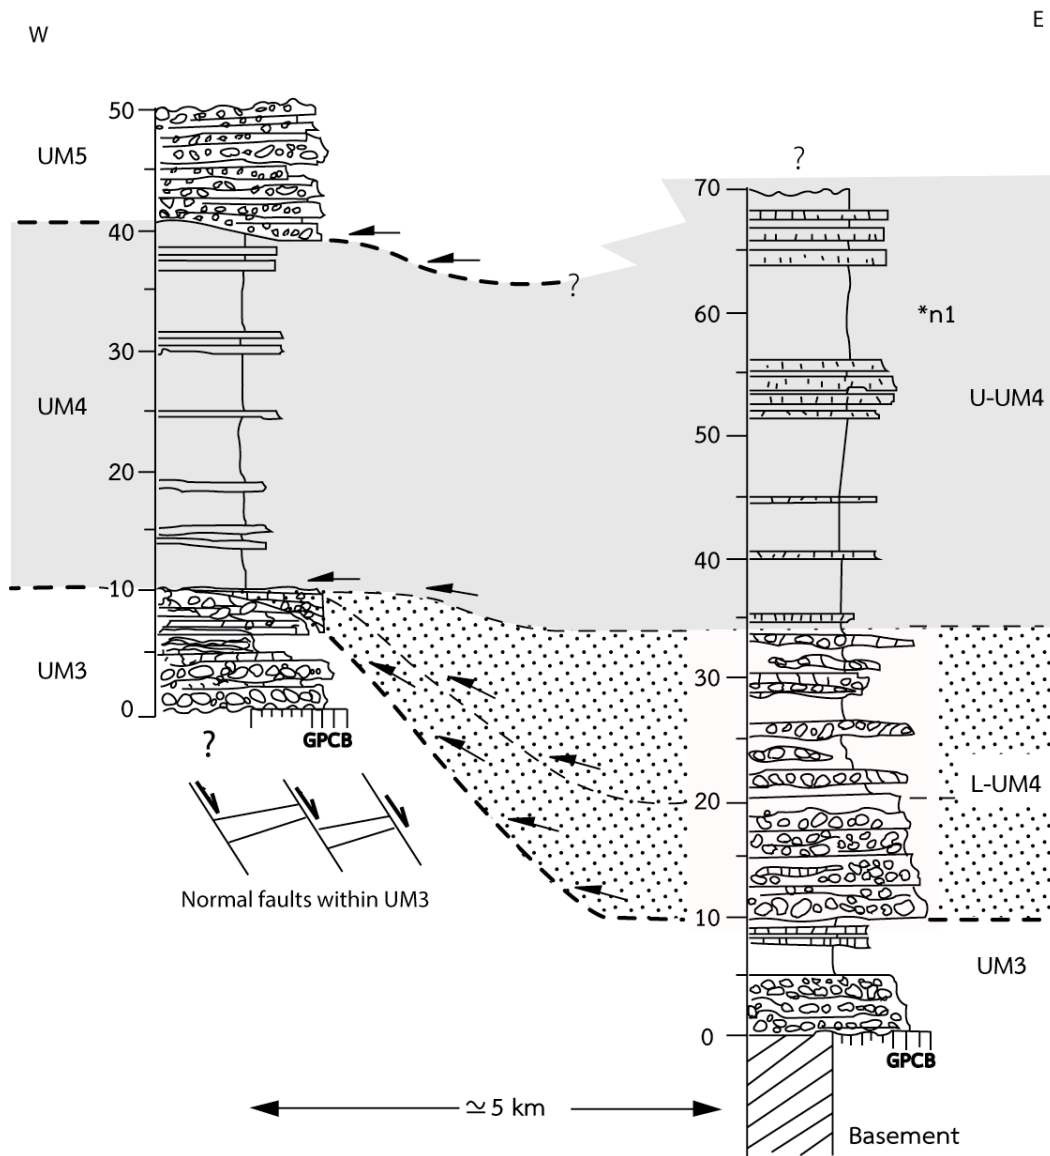 W
E
UM5
UM4
UM3
50
40
30
20
10
0
?
GPCB
Normal faults within UM3
?
?
70
60
50
40
30
20
10
0
*n1
U-UM4
L-UM4
UM3
GPCB
≃ 5 km
Basement